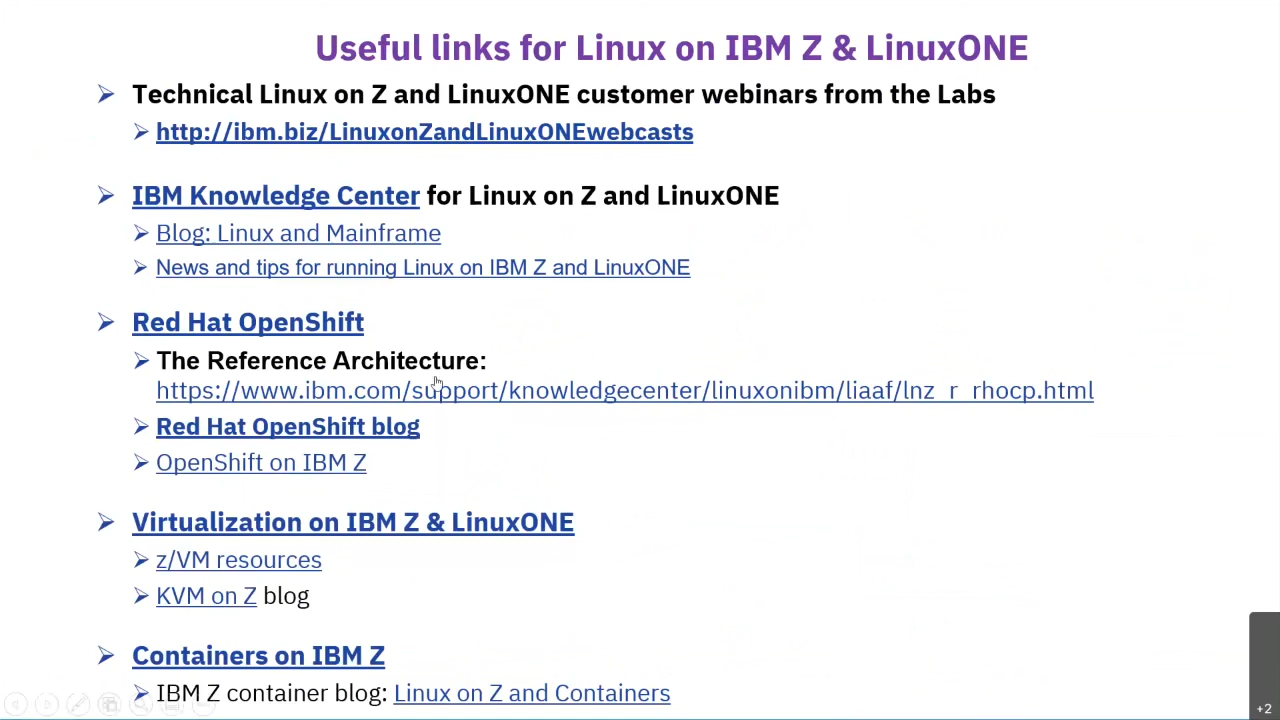 Useful links for Linux on IBM Z & LinuxONE
Technical Linux on Z and LinuxONE customer webinars from the Labs
http://ibm.biz/LinuxonZandLinuxONEwebcasts
IBM Knowledge Center for Linux on Z and LinuxONE
Blog: Linux and Mainframe
News and tips for running Linux on IBM Z and LinuxONE
Red Hat OpenShift
The Reference Architecture:
https://www.ibm.com/support/knowledgecenter/linuxonibm/liaaf/lnz_r_rhocp.html
Red Hat OpenShift blog
OpenShift on IBM Z
Virtualization on IBM Z & LinuxONE
z/VM resources
KVM on Z blog
Containers on IBM Z
IBM Z container blog: Linux on Z and Containers
+2